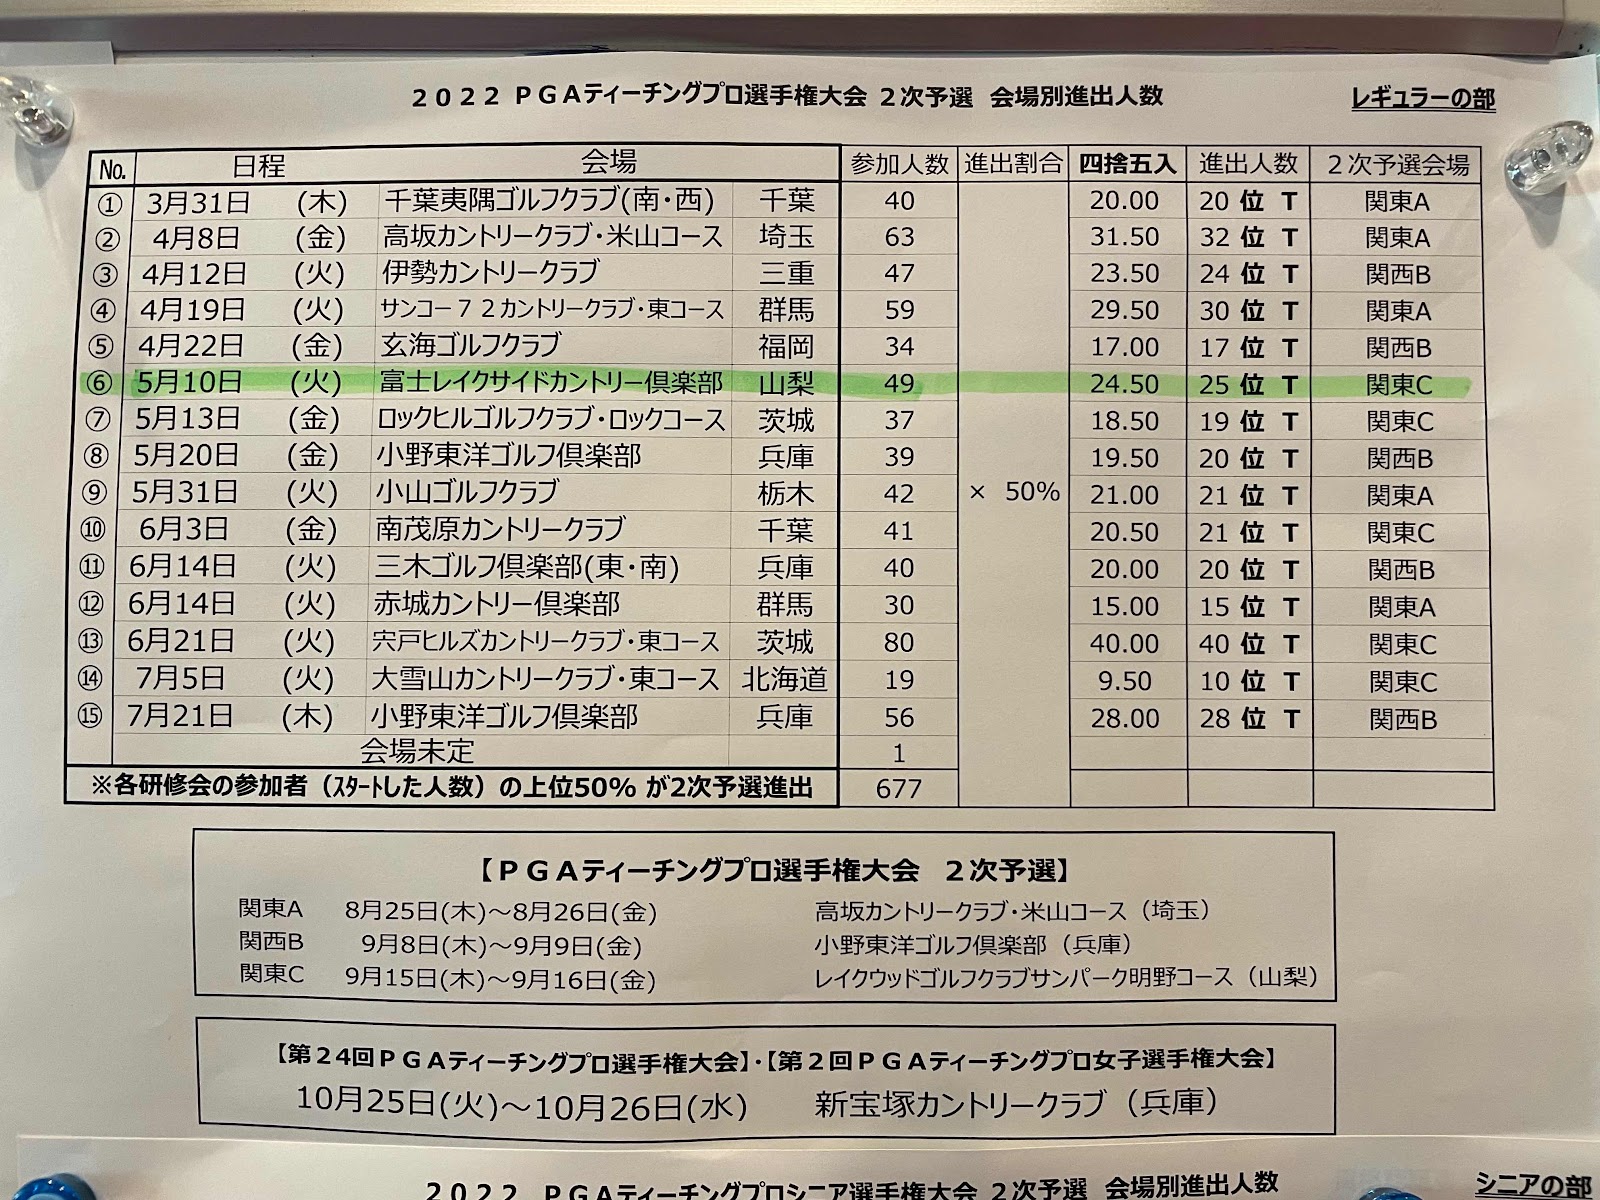 2022 PGAティーチングプロ選手権大会 2次予選 会場別進出人数 レギュラーの部
No. 日程 会場 参加人数 進出割合 四捨五入 進出人数 2次予選会場
① 3月31日 (木) 千葉夷隅ゴルフクラブ(南・西) 千葉 40 20.00 20 位 T 関東A
② 4月8日 (金) 高坂カントリークラブ・米山コース 埼玉 63 31.50 32 位 T 関東A
③ 4月12日 (火) 伊勢カントリークラブ 三重 47 23.50 24 位 T 関西B
④ 4月19日 (火) サンコー72カントリークラブ・東コース 群馬 59 29.50 30 位 T 関東A
⑤ 4月22日 (金) 玄海ゴルフクラブ 福岡 34 17.00 17 位 T 関西B
⑥ 5月10日 (火) 富士レイクサイドカントリー倶楽部 山梨 49 24.50 25 位 T 関東C
⑦ 5月13日 (金) ロックヒルゴルフクラブ・ロックコース 茨城 37 18.50 19 位 T 関東C
⑧ 5月20日 (金) 小野東洋ゴルフ倶楽部 兵庫 39 19.50 20 位 T 関西B
⑨ 5月31日 (火) 小山ゴルフクラブ 栃木 42 × 50% 21.00 21 位 T 関東A
⑩ 6月3日 (金) 南茂原カントリークラブ 千葉 41 20.50 21 位 T 関東C
⑪ 6月14日 (火) 三木ゴルフ倶楽部(東・南) 兵庫 40 20.00 20 位 T 関西B
⑫ 6月14日 (火) 赤城カントリー倶楽部 群馬 30 15.00 15 位 T 関東A
⑬ 6月21日 (火) 宍戸ヒルズカントリークラブ・東コース 茨城 80 40.00 40 位 T 関東C
⑭ 7月5日 (火) 大雪山カントリークラブ・東コース 北海道 19 9.50 10 位 T 関東C
⑮ 7月21日 (木) 小野東洋ゴルフ倶楽部 兵庫 56 28.00 28 位 T 関西B
会場未定 1
※各研修会の参加者(スタートした人数)の上位50% が2次予選進出 677
【PGAティーチングプロ選手権大会 2次予選】
関東A 8月25日(木)~8月26日(金) 高坂カントリークラブ・米山コース(埼玉)
関西B 9月8日(木)~9月9日(金) 小野東洋ゴルフ倶楽部(兵庫)
関東C 9月15日(木)~9月16日(金) レイクウッドゴルフクラブサンパーク明野コース(山梨)
【第24回PGAティーチングプロ選手権大会】・【第2回PGAティーチングプロ女子選手権大会】
10月25日(火)~10月26日(水) 新宝塚カントリークラブ(兵庫)
2022 PGAティーチングプロシニア選手権大会 2次予選 会場別進出人数 シニアの部